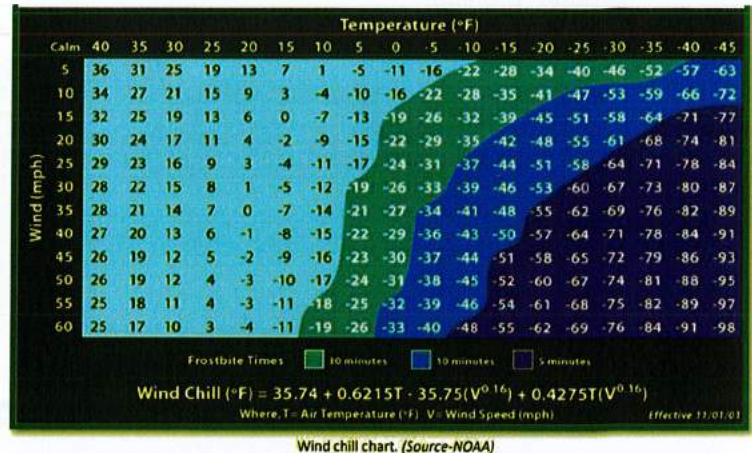 Temperature (°F)
Calm 40 35 30 25 20 15 10 5 0 -5 -10 -15 -20 -25 -30 -35 -40 -45
Wind (mph)
5 36 31 25 19 13 7 1 -5 -11 -16 -22 -28 -34 -40 -46 -52 -57 -63
10 34 27 21 15 9 3 -4 -10 -16 -22 -28 -35 -41 -47 -53 -59 -66 -72
15 32 25 19 13 6 0 -7 -13 -19 -26 -32 -39 -45 -51 -58 -64 -71 -77
20 30 24 17 11 4 -2 -9 -15 -22 -29 -35 -42 -48 -55 -61 -68 -74 -81
25 29 23 16 9 3 -4 -11 -17 -24 -31 -37 -44 -51 -58 -64 -71 -78 -84
30 28 22 15 8 1 -5 -12 -19 -26 -33 -39 -46 -53 -60 -67 -73 -80 -87
35 28 21 14 7 0 -7 -14 -21 -27 -34 -41 -48 -55 -62 -69 -76 -82 -89
40 27 20 13 6 -1 -8 -15 -22 -29 -36 -43 -50 -57 -64 -71 -78 -84 -91
45 26 19 12 5 -2 -9 -16 -23 -30 -37 -44 -51 -58 -65 -72 -79 -86 -93
50 26 19 12 4 -3 -10 -17 -24 -31 -38 -45 -52 -60 -67 -74 -81 -88 -95
55 25 18 11 4 -3 -11 -18 -25 -32 -39 -46 -54 -61 -68 -75 -82 -89 -97
60 25 17 10 3 -4 -11 -19 -26 -33 -40 -48 -55 -62 -69 -76 -84 -91 -98
Frostbite Times 30 minutes 10 minutes 5 minutes
Wind Chill (°F) = 35.74 + 0.6215T - 35.75(V^0.16) + 0.4275T(V^0.16)
Where, T= Air Temperature (°F) V= Wind Speed (mph) Effective 11/01/01
Wind chill chart. (Source-NOAA)